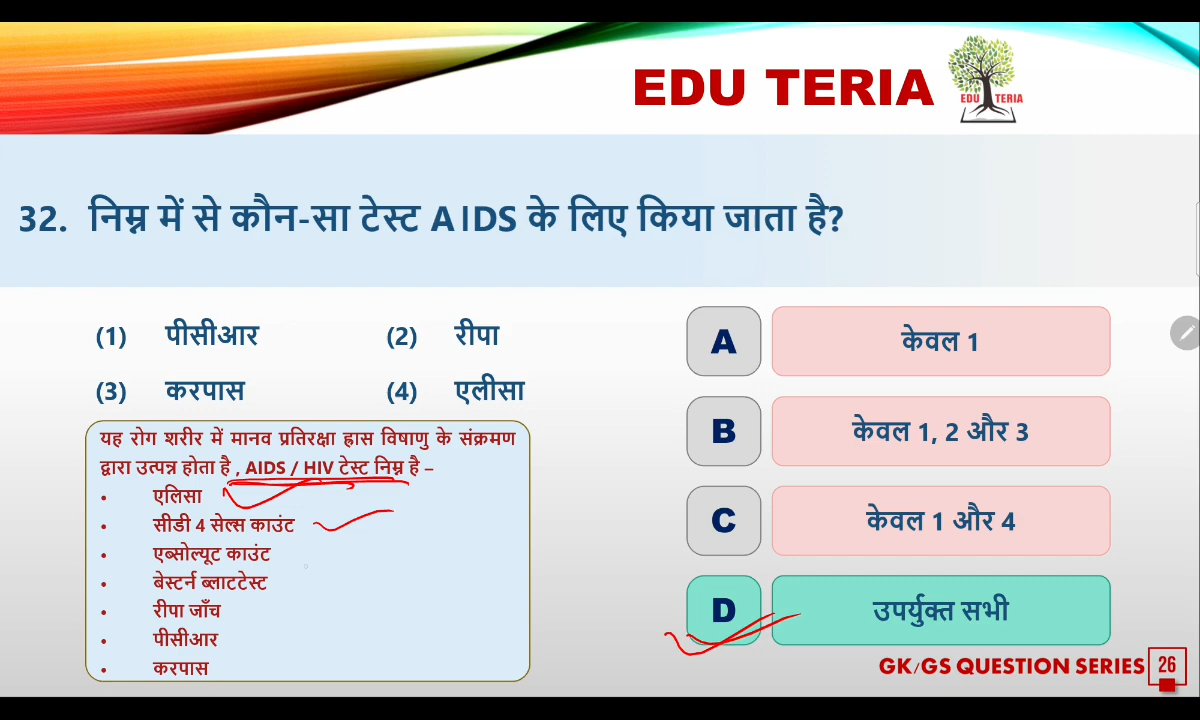 EDU TERIA
EDU TERIA
32. निम्न में से कौन-सा टेस्ट AIDS के लिए किया जाता है?
(1) पीसीआर (2) रीपा
(3) करपास (4) एलीसा
यह रोग शरीर में मानव प्रतिरक्षा ह्रास विषाणु के संक्रमण
द्वारा उत्पन्न होता है , AIDS / HIV टेस्ट निम्न है –
• एलिसा
• सीडी 4 सेल्स काउंट
• एब्सोल्यूट काउंट
• बेस्टर्न ब्लाटटेस्ट
• रीपा जाँच
• पीसीआर
• करपास
A केवल 1
B केवल 1, 2 और 3
C केवल 1 और 4
D उपर्युक्त सभी
GK/GS QUESTION SERIES 26